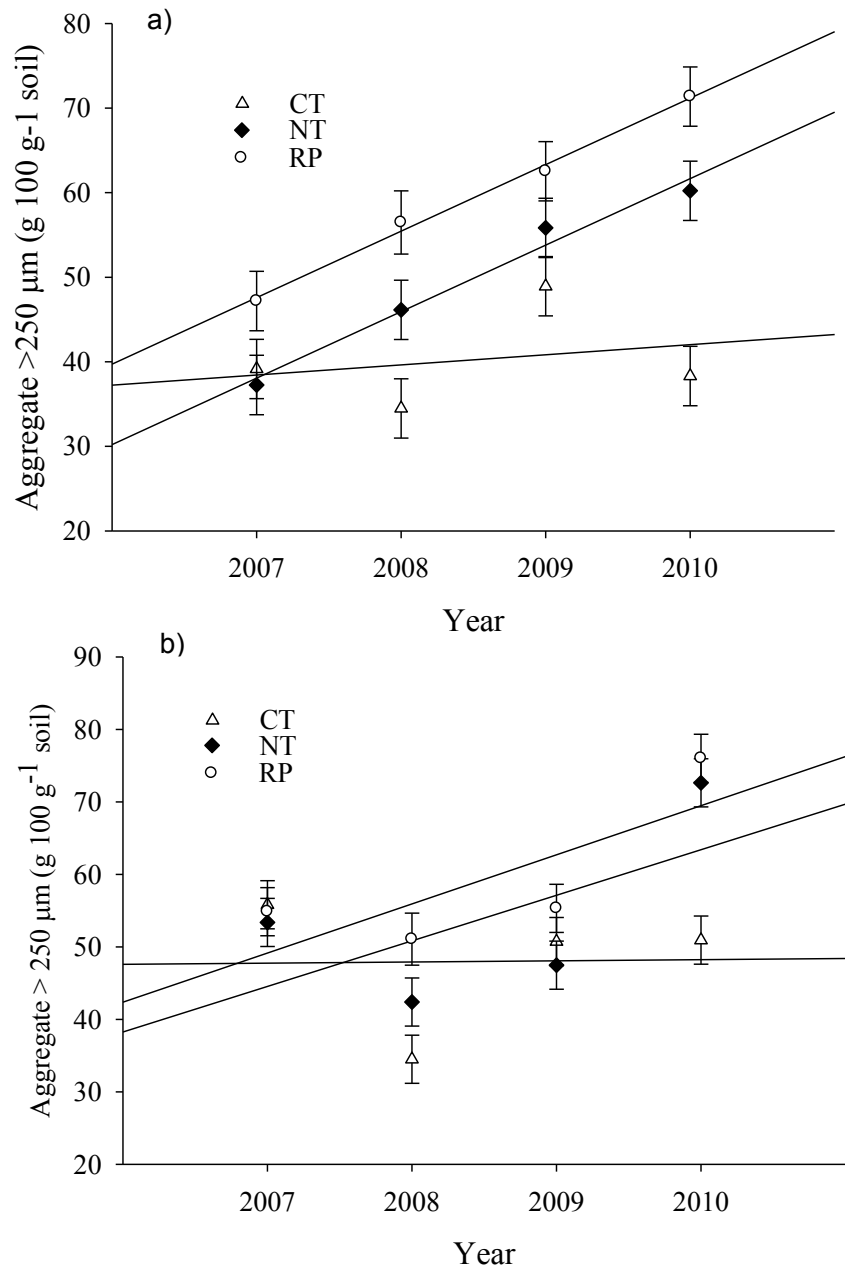 a)
80
70
60
50
40
30
20
Aggregate >250 µm (g 100 g-1 soil)
CT
NT
RP
2007 2008 2009 2010
Year
b)
90
80
70
60
50
40
30
20
Aggregate > 250 µm (g 100 g⁻¹ soil)
CT
NT
RP
2007 2008 2009 2010
Year